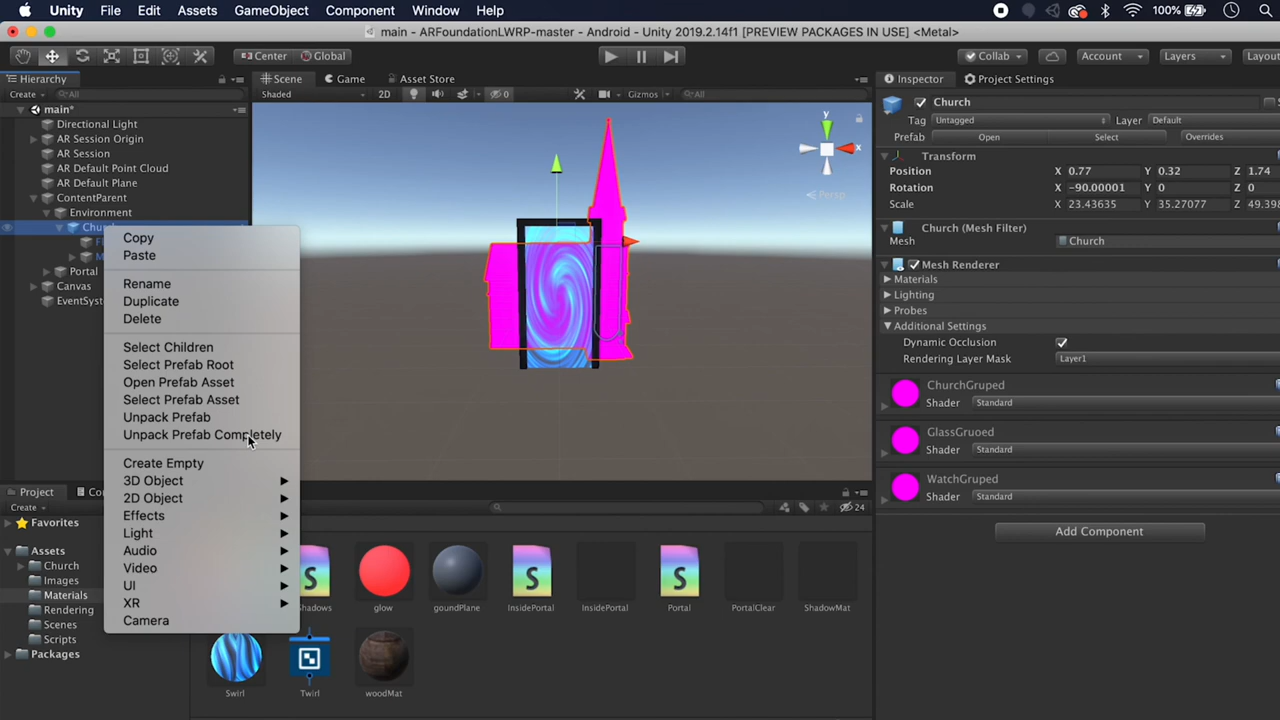 Unity File Edit Assets GameObject Component Window Help 100%
main - ARFoundationLWRP-master - Android - Unity 2019.2.14f1 [PREVIEW PACKAGES IN USE] <Metal>
Center Global Collab Account Layers Layou
Hierarchy Scene Game Asset Store Inspector Project Settings
Create All Shaded 2D Gizmos All
main*
Directional Light
AR Session Origin
AR Session
AR Default Point Cloud
AR Default Plane
ContentParent
Environment
Portal
Canvas
EventSys
Copy
Paste
Rename
Duplicate
Delete
Select Children
Select Prefab Root
Open Prefab Asset
Select Prefab Asset
Unpack Prefab
Unpack Prefab Completely
Create Empty
3D Object
2D Object
Effects
Light
Audio
Video
UI
XR
Camera
y
x
Persp
Church
Tag Untagged Layer Default
Prefab Open Select Overrides
Transform
Position X 0.77 Y 0.32 Z 1.74
Rotation X -90.00001 Y 0 Z 0
Scale X 23.43635 Y 35.27077 Z 49.398
Church (Mesh Filter)
Mesh Church
Mesh Renderer
Materials
Lighting
Probes
Additional Settings
Dynamic Occlusion
Rendering Layer Mask Layer1
ChurchGruped
Shader Standard
GlassGruoed
Shader Standard
WatchGruped
Shader Standard
Add Component
Project Co
Create
24
Favorites
Assets
Church
Images
Materials
Rendering
Scenes
Scripts
Packages
Shadows glow goundPlane InsidePortal InsidePortal Portal PortalClear ShadowMat
Swirl Twirl woodMat